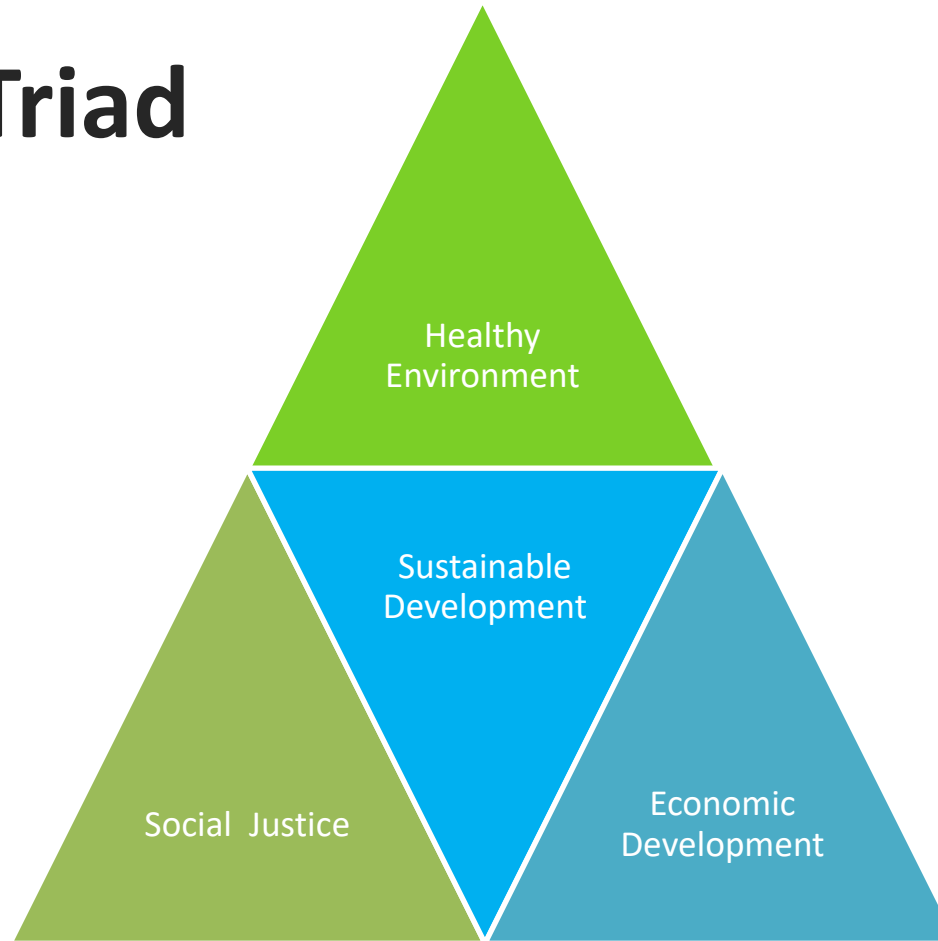 Triad
Healthy
Environment
Sustainable
Development
Social  Justice
Economic
Development